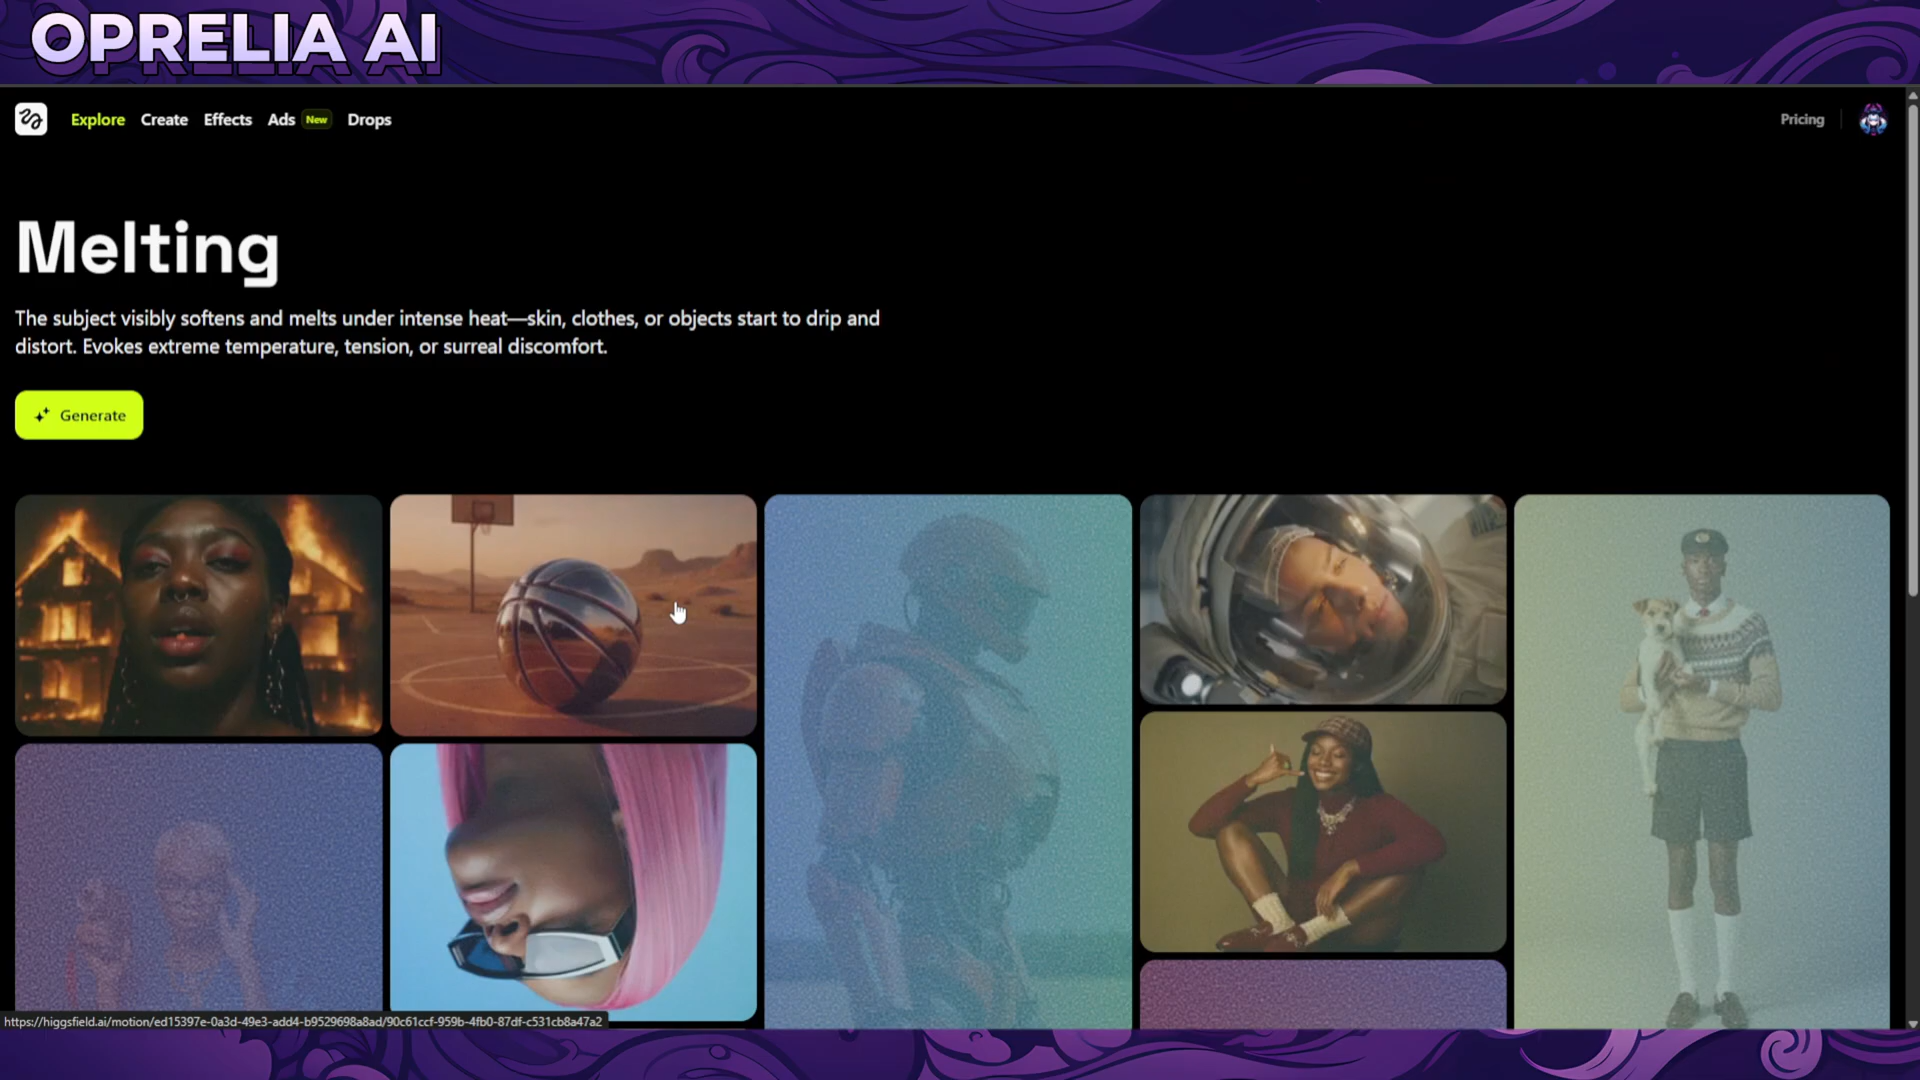 OPRELIA AI
Explore Create Effects Ads New Drops
Pricing
Melting
The subject visibly softens and melts under intense heat—skin, clothes, or objects start to drip and
distort. Evokes extreme temperature, tension, or surreal discomfort.
Generate
https://higgsfield.ai/motion/ed15397e-0a3d-49e3-add4-b9529698a8ad/90c61ccf-959b-4fb0-87df-c531cb8a47a2